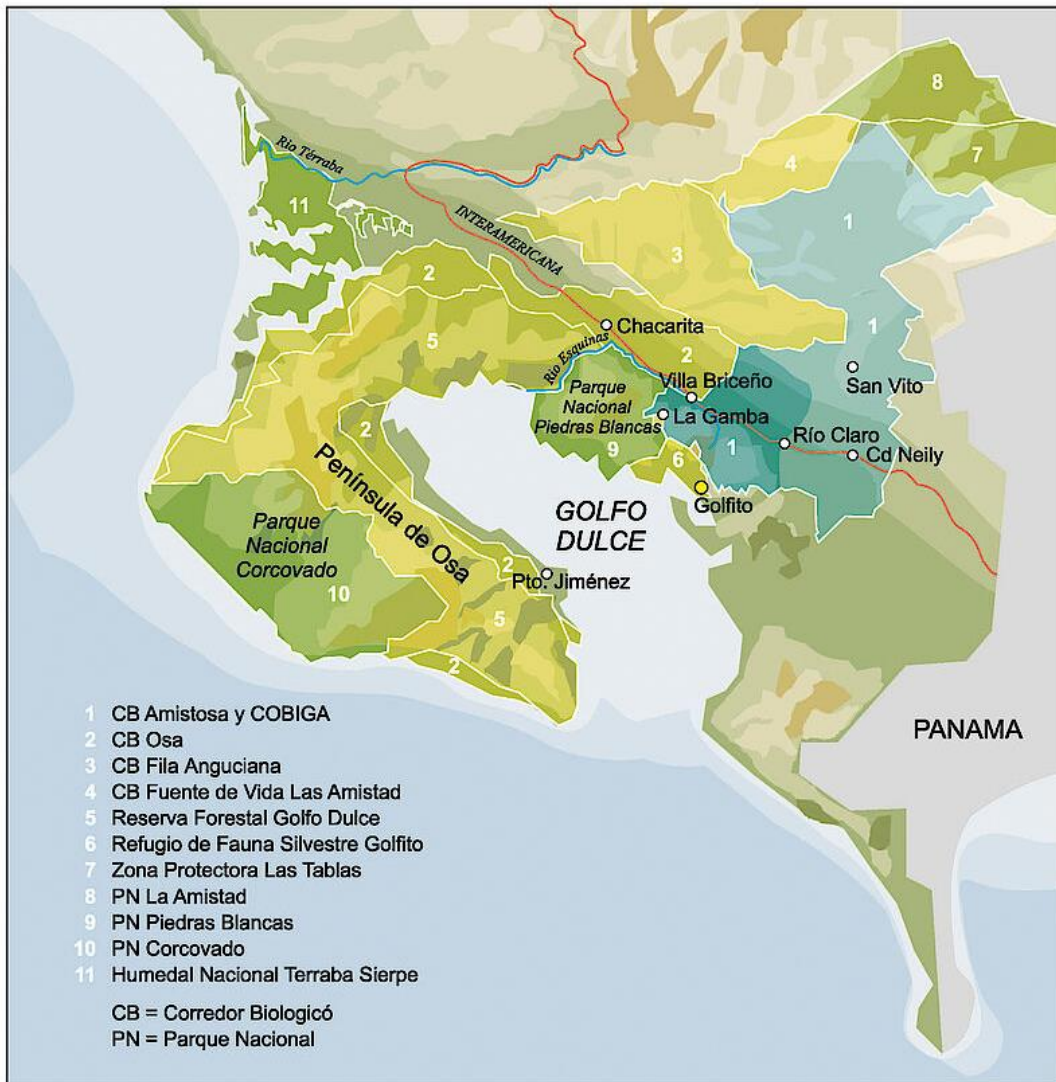 8
Rio Térraba
4
7
11
1
INTERAMERICANA
3
2
Chacarita
1
5
Rio Esquinas
2
San Vito
Villa Briceño
Parque
Nacional
Piedras Blancas
La Gamba
2
Río Claro
9
6
1
Cd Neily
Golfito
Península de Osa
GOLFO
DULCE
Parque
Nacional
Corcovado
2
Pto. Jiménez
10
5
2
PANAMA
1 CB Amistosa y COBIGA
2 CB Osa
3 CB Fila Anguciana
4 CB Fuente de Vida Las Amistad
5 Reserva Forestal Golfo Dulce
6 Refugio de Fauna Silvestre Golfito
7 Zona Protectora Las Tablas
8 PN La Amistad
9 PN Piedras Blancas
10 PN Corcovado
11 Humedal Nacional Terraba Sierpe
CB = Corredor Biologicó
PN = Parque Nacional